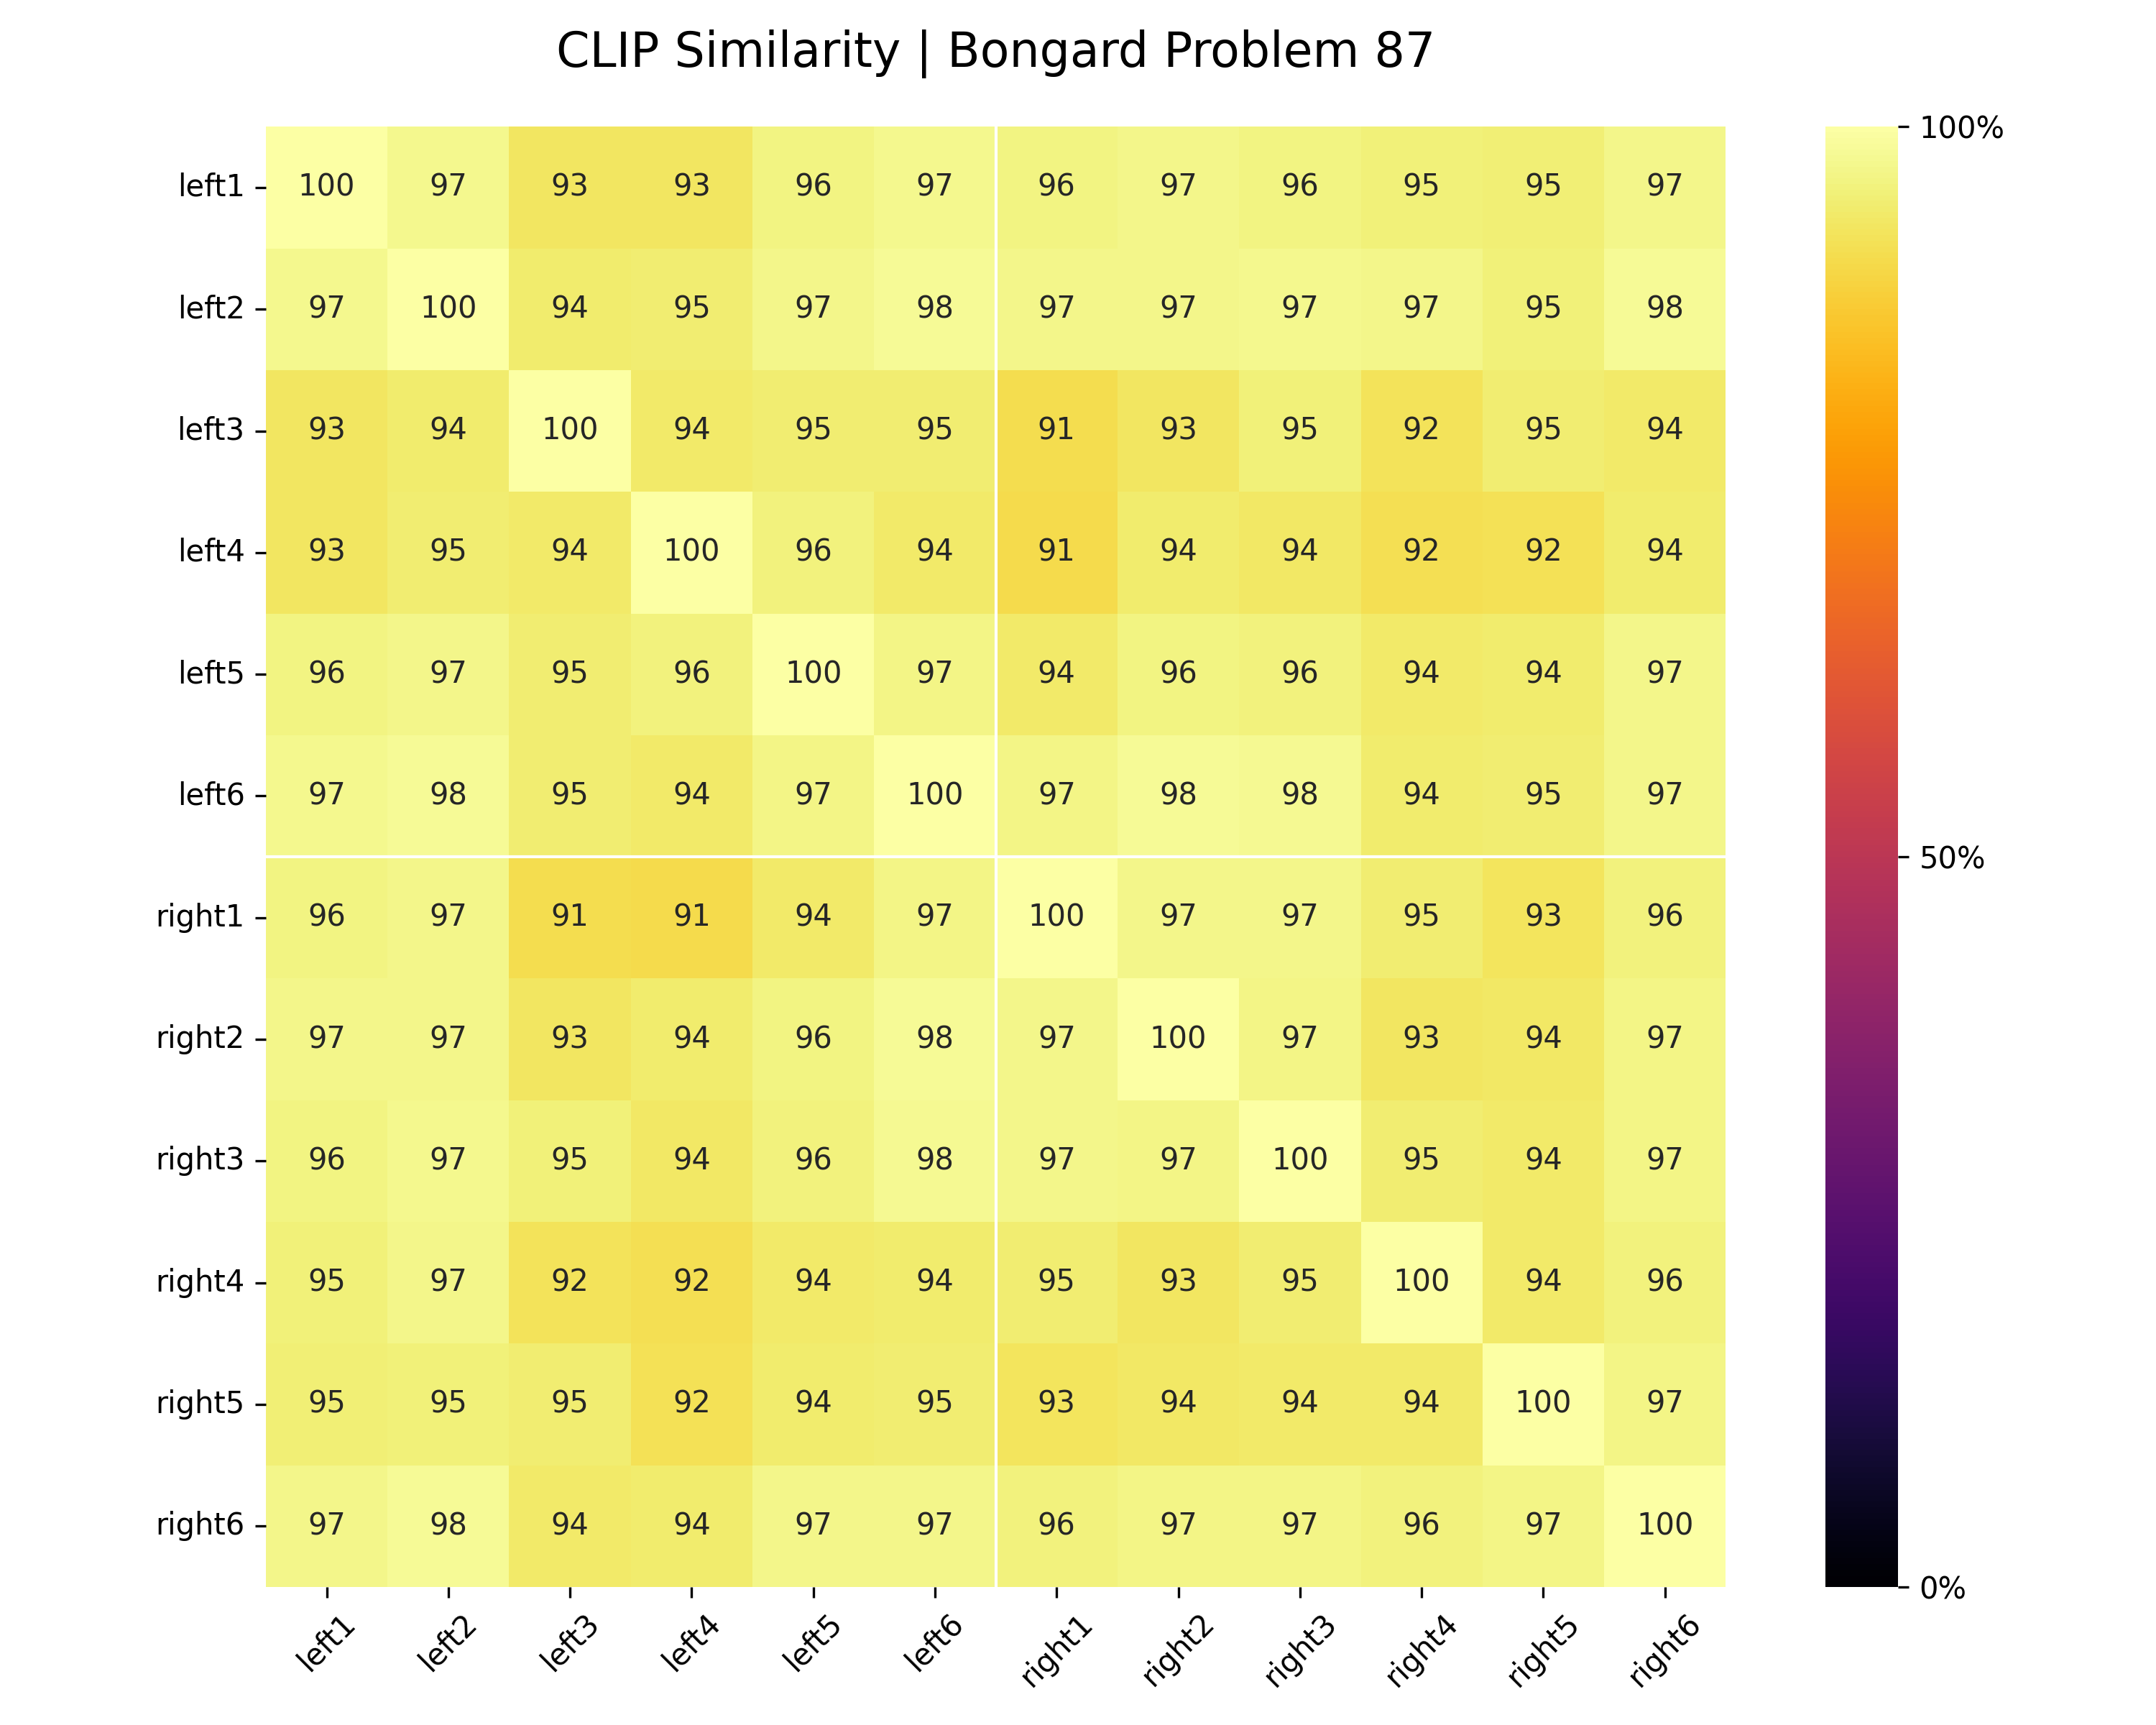 CLIP Similarity | Bongard Problem 87
left1 100 97 93 93 96 97 96 97 96 95 95 97
left2 97 100 94 95 97 98 97 97 97 97 95 98
left3 93 94 100 94 95 95 91 93 95 92 95 94
left4 93 95 94 100 96 94 91 94 94 92 92 94
left5 96 97 95 96 100 97 94 96 96 94 94 97
left6 97 98 95 94 97 100 97 98 98 94 95 97
right1 96 97 91 91 94 97 100 97 97 95 93 96
right2 97 97 93 94 96 98 97 100 97 93 94 97
right3 96 97 95 94 96 98 97 97 100 95 94 97
right4 95 97 92 92 94 94 95 93 95 100 94 96
right5 95 95 95 92 94 95 93 94 94 94 100 97
right6 97 98 94 94 97 97 96 97 97 96 97 100
left1 left2 left3 left4 left5 left6 right1 right2 right3 right4 right5 right6
100%
50%
0%